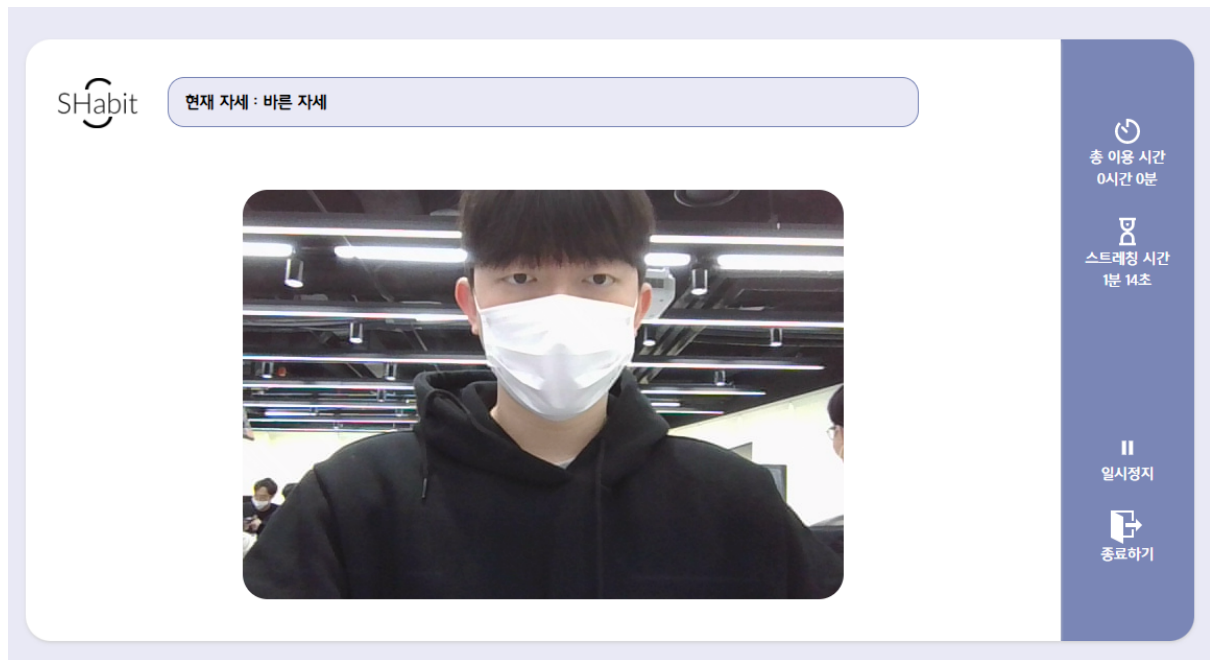 SHabit
현재 자세 : 바른 자세
총 이용 시간
0시간 0분
스트레칭 시간
1분 14초
일시정지
종료하기